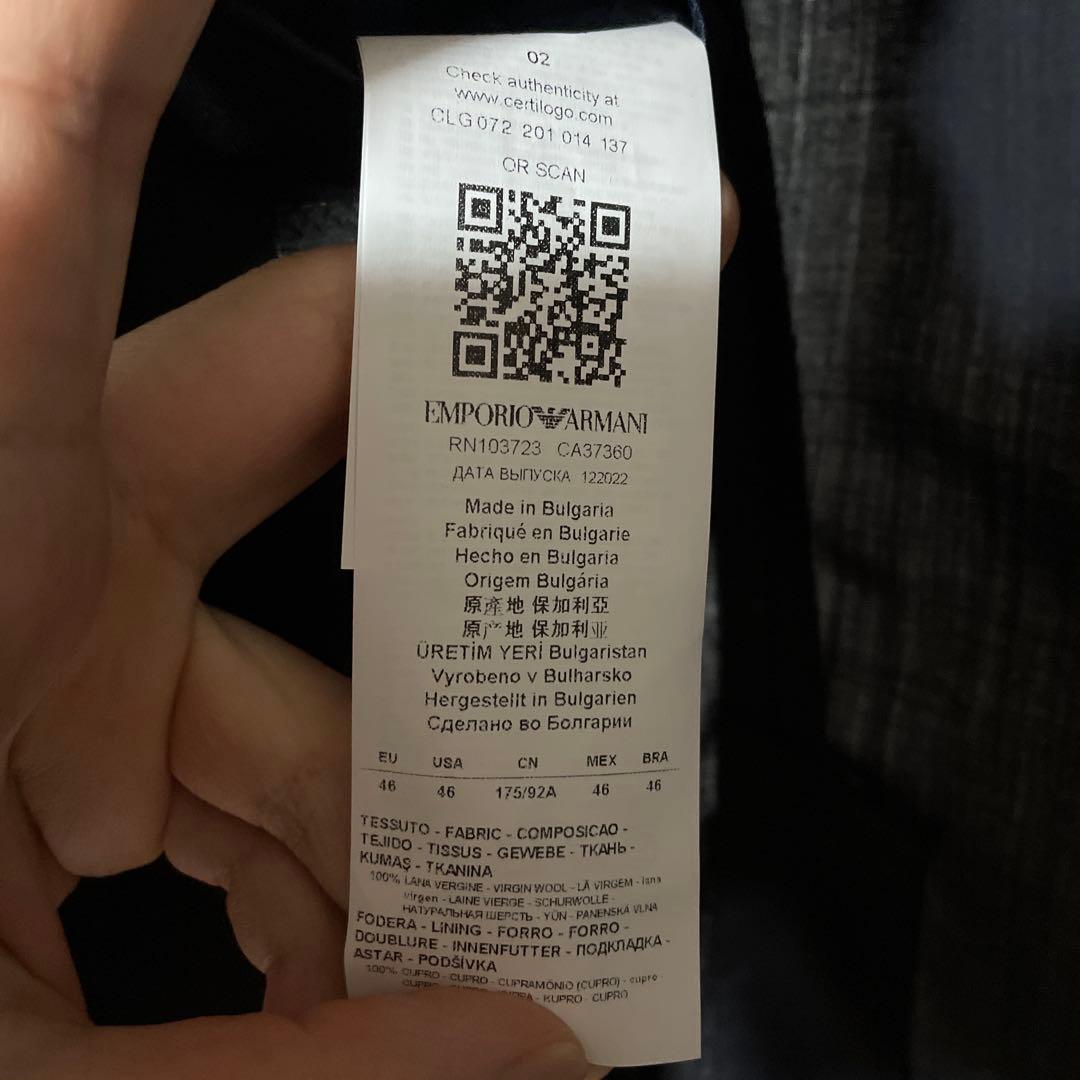 02
Check authenticity at
www.certilogo.com
CLG 072 201 014 137
OR SCAN
EMPORIO ARMANI
RN103723 CA37360
ДАТА ВЫПУСКА 122022
Made in Bulgaria
Fabriqué en Bulgarie
Hecho en Bulgaria
Origem Bulgária
原產地 保加利亞
原产地 保加利亚
ÜRETİM YERİ Bulgaristan
Vyrobeno v Bulharsko
Hergestellt in Bulgarien
Сделано во Болгарии
EU USA CN MEX BRA
46 46 175/92A 46 46
TESSUTO - FABRIC - COMPOSICAO -
TEJIDO - TISSUS - GEWEBE - ТКАНЬ -
KUMAŞ - TKANINA
100% LANA VERGINE - VIRGIN WOOL - LÃ VIRGEM - lana
virgen - LAINE VIERGE - SCHURWOLLE -
НАТУРАЛЬНАЯ ШЕРСТЬ - YÜN - PANENSKÁ VLNA
FODERA - LINING - FORRO - FORRO -
DOUBLURE - INNENFUTTER - ПОДКЛАДКА -
ASTAR - PODŠÍVKA
100% CUPRO - CUPRO - CUPRAMÔNIO (CUPRO) - cupro -
KUPRO - CUPRO